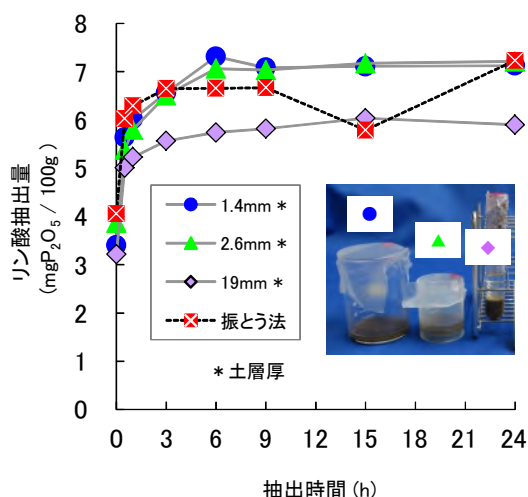 8
7
6
5
4
3
2
1
0
リン酸抽出量
(mgP₂O₅ / 100g)
1.4mm *
2.6mm *
19mm *
振とう法
* 土層厚
0 3 6 9 12 15 18 21 24
抽出時間 (h)